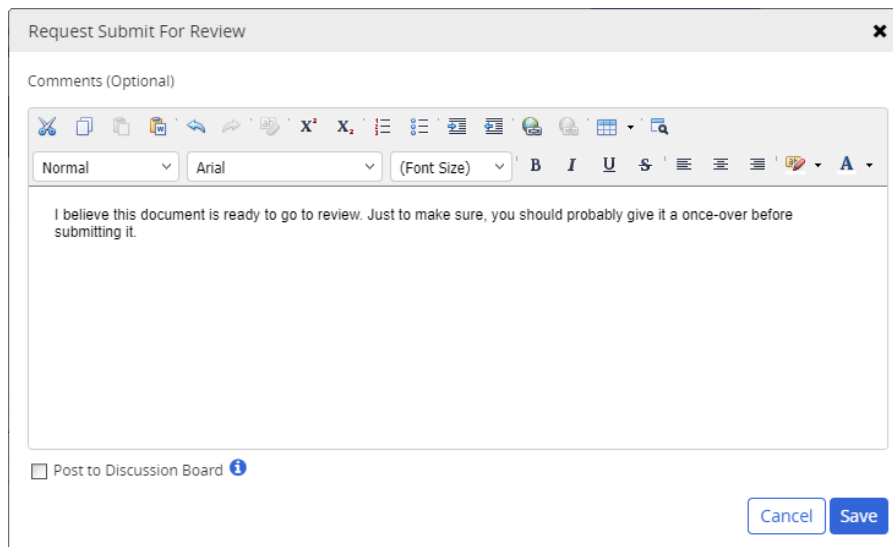 Request Submit For Review
Comments (Optional)
Normal
Arial
(Font Size)
B I U S
A
I believe this document is ready to go to review. Just to make sure, you should probably give it a once-over before
submitting it.
Post to Discussion Board
Cancel
Save